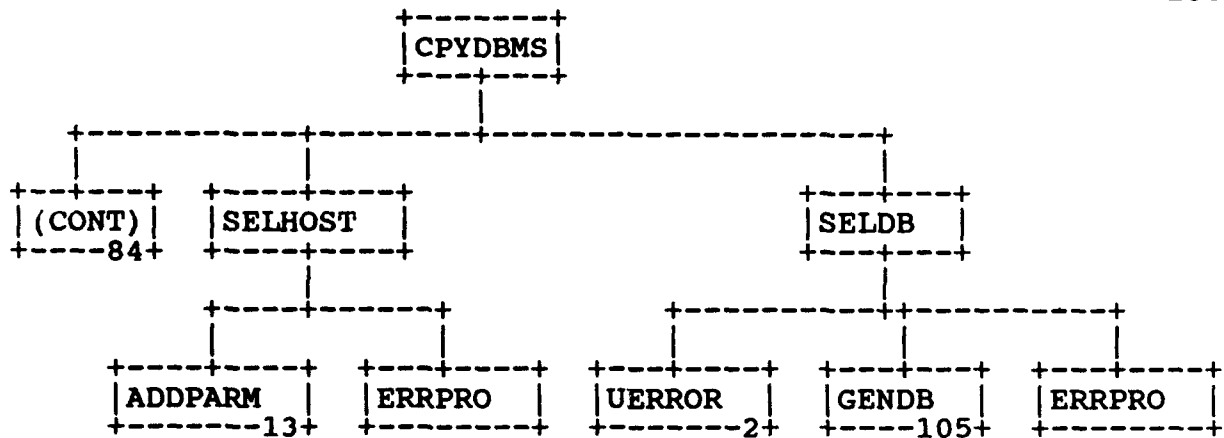 CPYDBMS
(CONT) SELHOST SELDB
84
ADDPARM ERRPRO UERROR GENDB ERRPRO
13 2 105